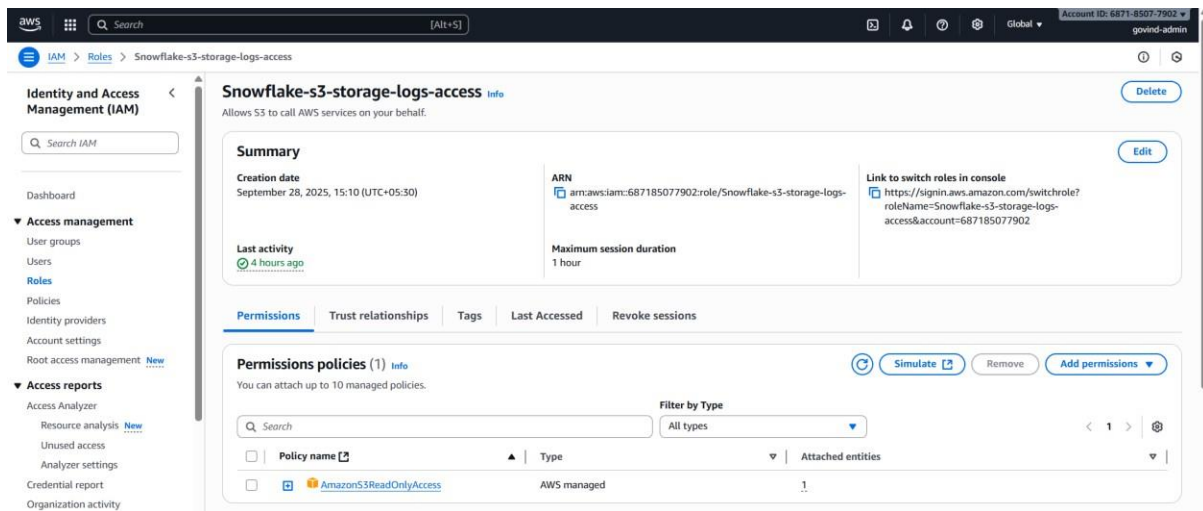 aws
Search [Alt+S]
Global
Account ID: 6871-8507-7902
govind-admin
IAM > Roles > Snowflake-s3-storage-logs-access
Identity and Access Management (IAM)
Search IAM
Dashboard
Access management
User groups
Users
Roles
Policies
Identity providers
Account settings
Root access management New
Access reports
Access Analyzer
Resource analysis New
Unused access
Analyzer settings
Credential report
Organization activity
Snowflake-s3-storage-logs-access Info
Delete
Allows S3 to call AWS services on your behalf.
Summary
Edit
Creation date
September 28, 2025, 15:10 (UTC+05:30)
ARN
arn:aws:iam::687185077902:role/Snowflake-s3-storage-logs-
access
Link to switch roles in console
https://signin.aws.amazon.com/switchrole?
roleName=Snowflake-s3-storage-logs-
access&account=687185077902
Last activity
4 hours ago
Maximum session duration
1 hour
Permissions Trust relationships Tags Last Accessed Revoke sessions
Permissions policies (1) Info
Simulate Remove Add permissions
You can attach up to 10 managed policies.
Filter by Type
Search All types
1
Policy name Type Attached entities
AmazonS3ReadOnlyAccess AWS managed 1